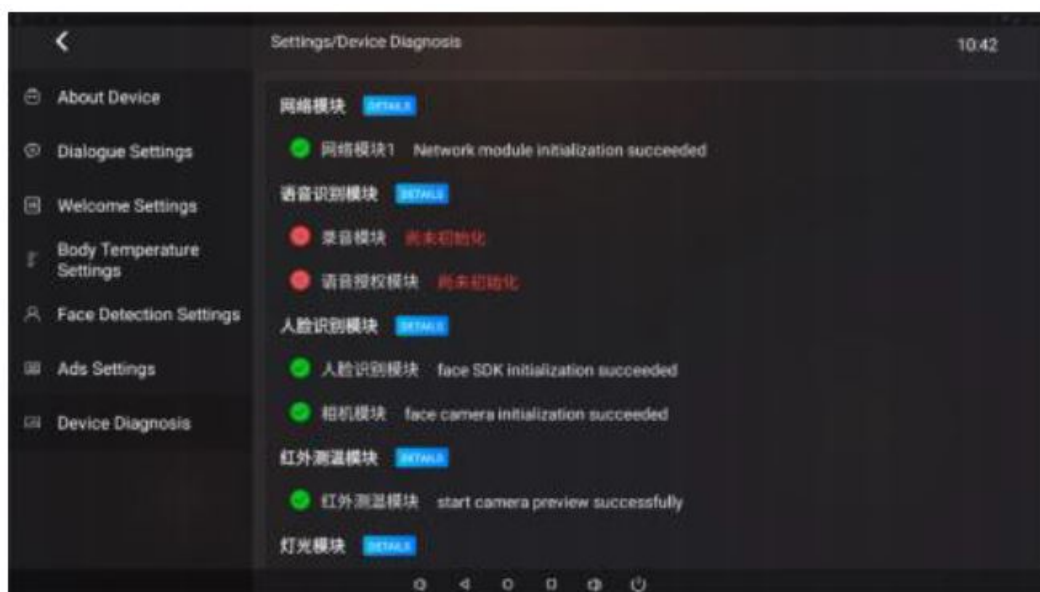 Settings/Device Diagnosis
10:42
About Device
Dialogue Settings
Welcome Settings
Body Temperature
Settings
Face Detection Settings
Ads Settings
Device Diagnosis
网络模块 DETAILS
网络模块1 Network module initialization succeeded
语音识别模块 DETAILS
录音模块 尚未初始化
语音授权模块 尚未初始化
人脸识别模块 DETAILS
人脸识别模块 face SDK initialization succeeded
相机模块 face camera initialization succeeded
红外测温模块 DETAILS
红外测温模块 start camera preview successfully
灯光模块 DETAILS